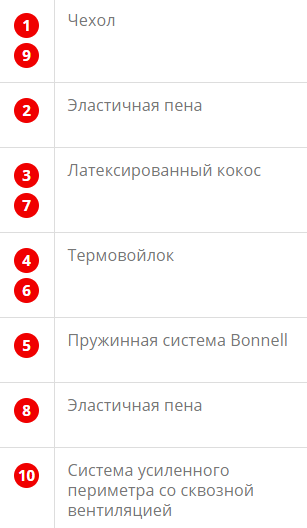 1 Чехол
9
2 Эластичная пена
3 Латексированный кокос
7
4 Термовойлок
6
5 Пружинная система Bonnell
8 Эластичная пена
10 Система усиленного
периметра со сквозной
вентиляцией